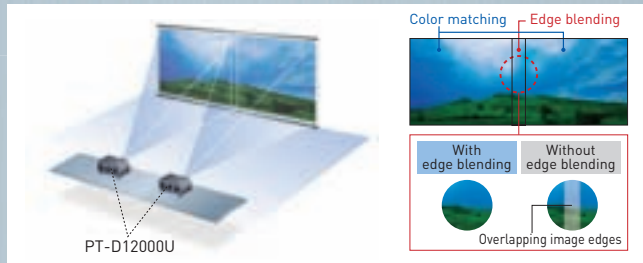 PT-D12000U
Color matching
Edge blending
With
edge blending
Without
edge blending
Overlapping image edges